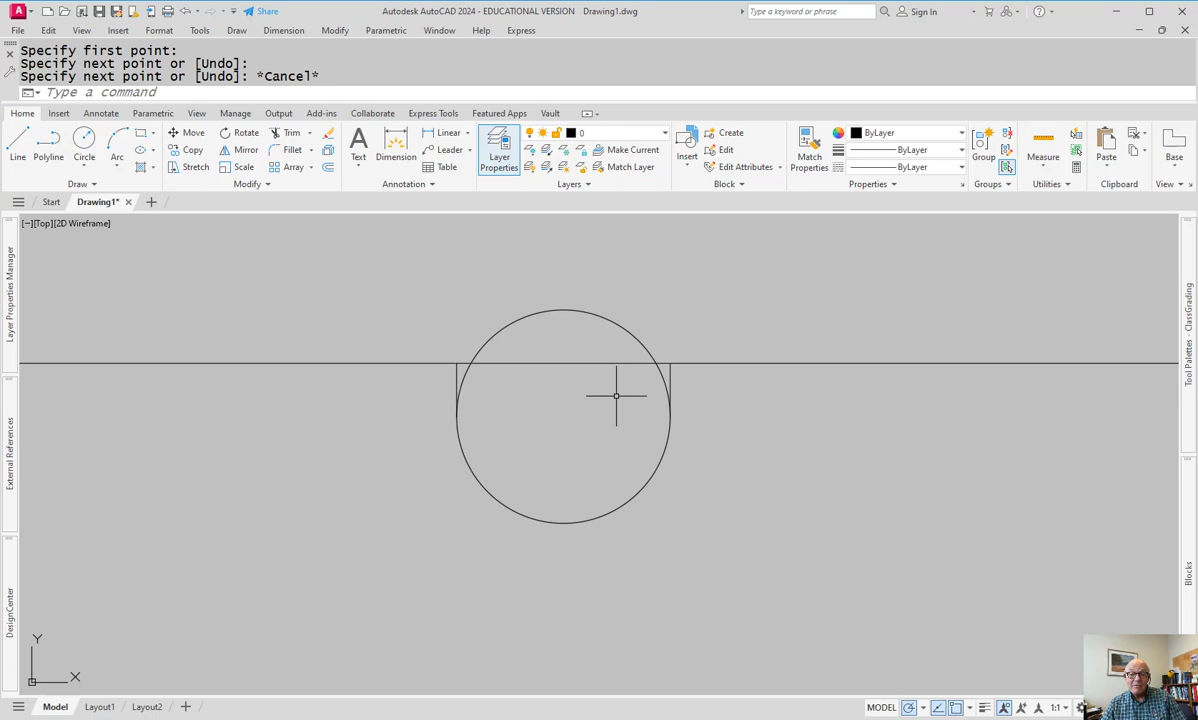 A Share Autodesk AutoCAD 2024 - EDUCATIONAL VERSION Drawing1.dwg Type a keyword or phrase Sign In
File Edit View Insert Format Tools Draw Dimension Modify Parametric Window Help Express
Specify first point:
Specify next point or [Undo]:
Specify next point or [Undo]: *Cancel*
Type a command
Home Insert Annotate Parametric View Manage Output Add-ins Collaborate Express Tools Featured Apps Vault
Move Rotate Trim Linear 0 Create ByLayer
Copy Mirror Fillet Leader Make Current Edit ByLayer
Stretch Scale Array Table Match Layer Edit Attributes ByLayer
Line Polyline Circle Arc Text Dimension Layer Properties Insert Match Properties Group Measure Paste Base
Draw Modify Annotation Layers Block Properties Groups Utilities Clipboard View
Start Drawing1*
[−][Top][2D Wireframe]
Layer Properties Manager
External References
DesignCenter
Tool Palettes - ClassGrading
Blocks
Y
X
Model Layout1 Layout2 MODEL 1:1